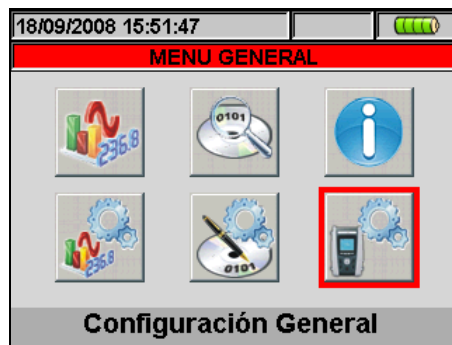 18/09/2008 15:51:47
MENU GENERAL
236.8
0101
236.8
0101
Configuración General